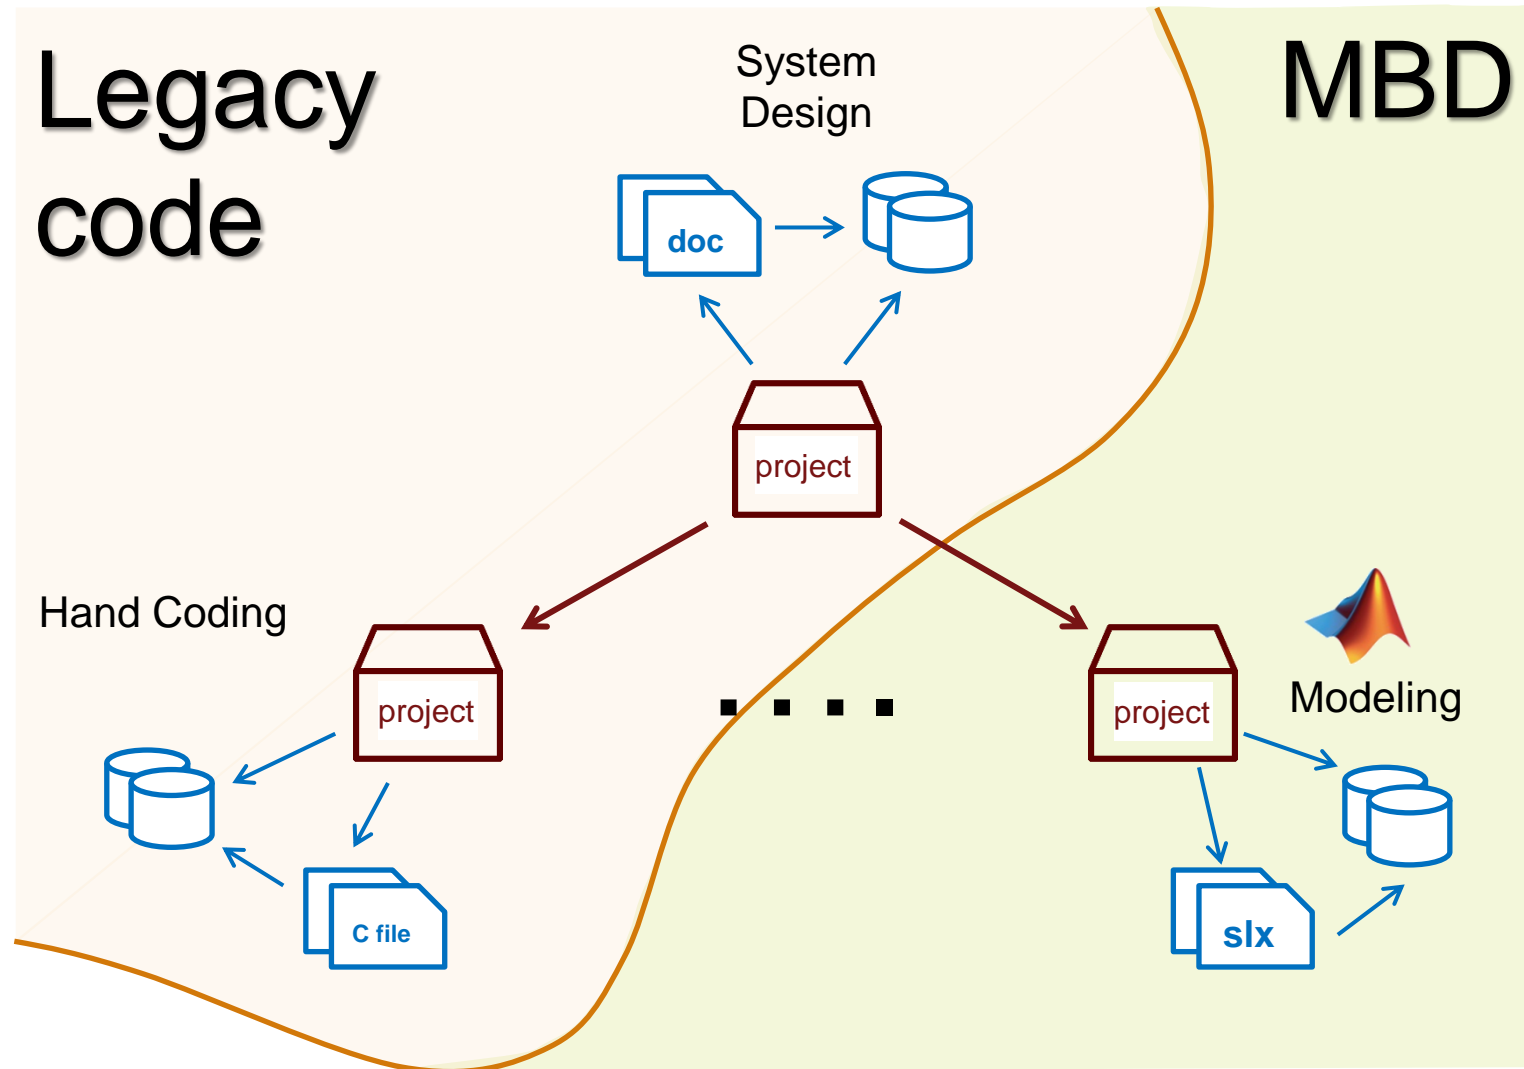 Legacy
code
System
Design
MBD
doc
project
Hand Coding
project
project
Modeling
C file
slx